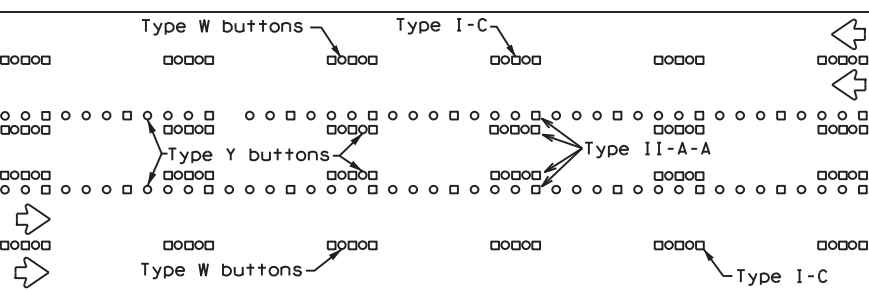 Type W buttons
Type I-C
Type Y buttons
Type II-A-A
Type W buttons
Type I-C